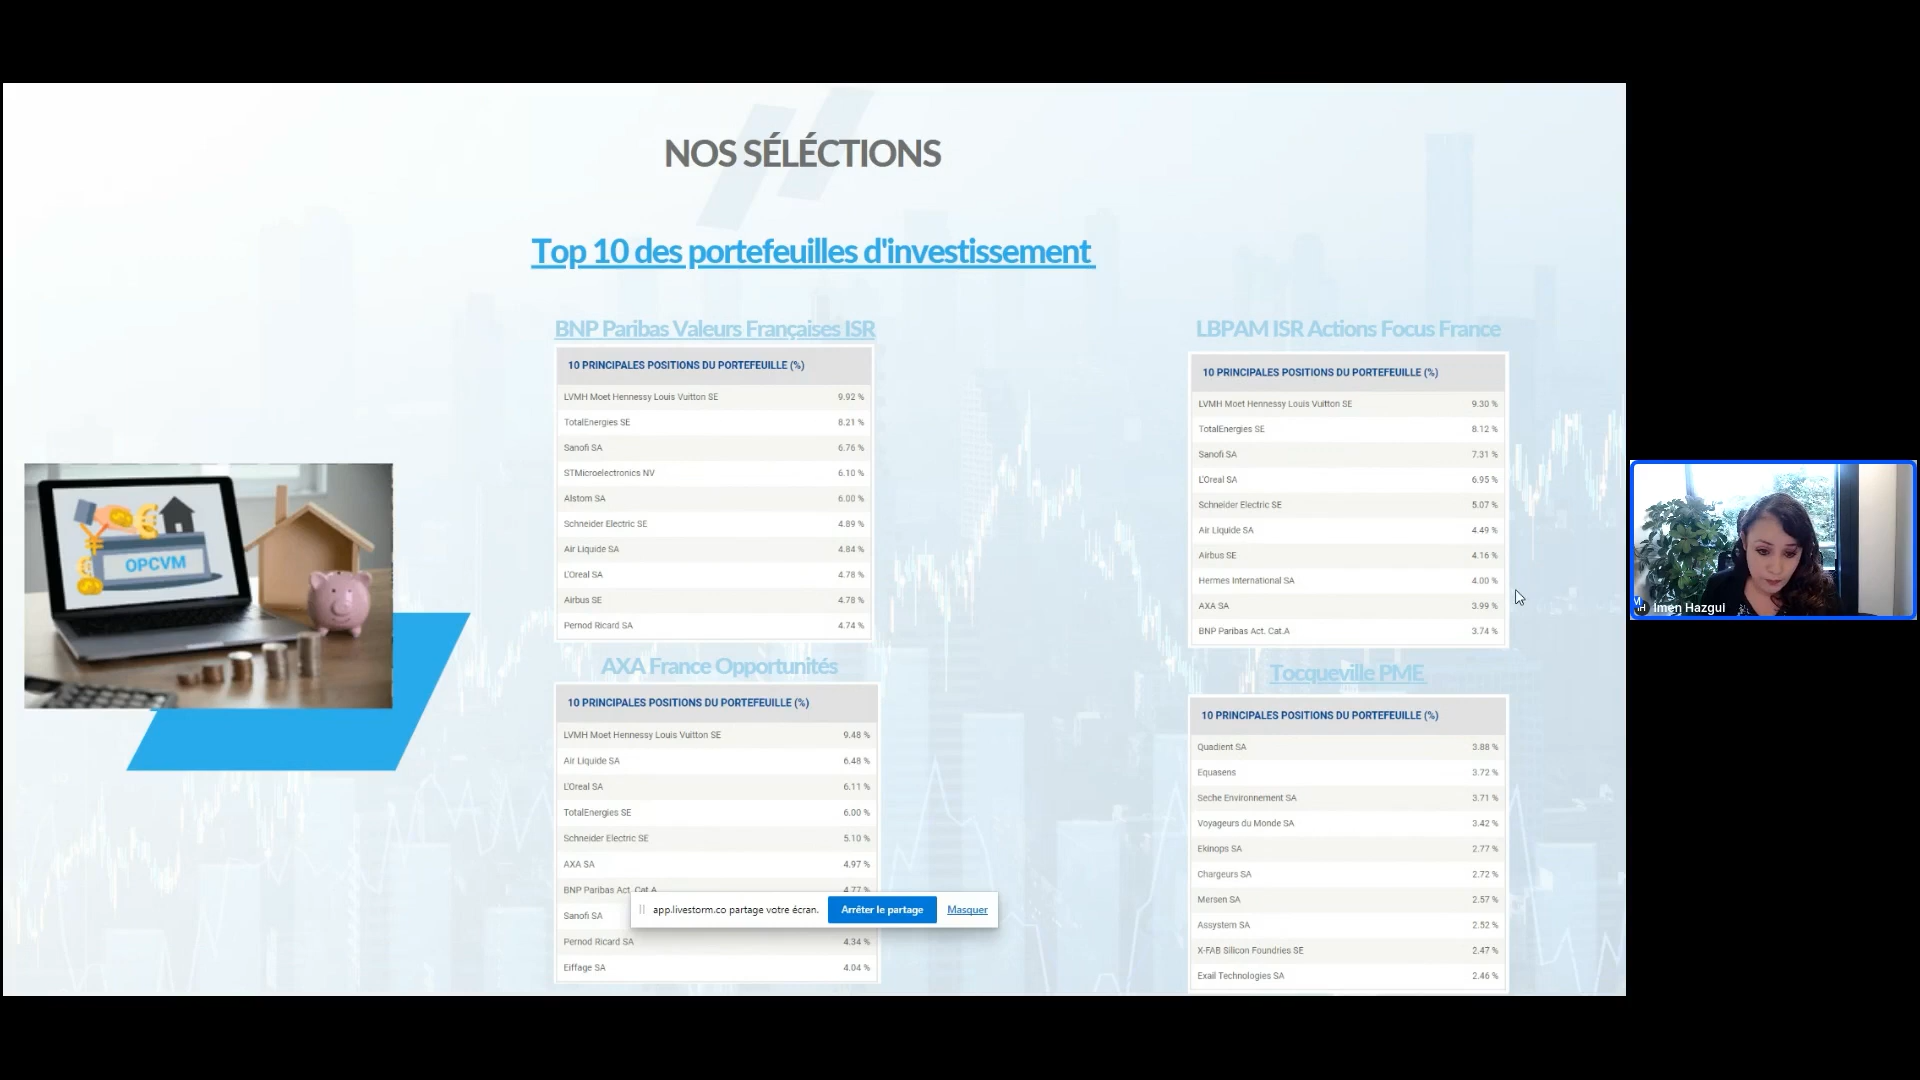 NOS SÉLÉCTIONS
Top 10 des portefeuilles d'investissement
BNP Paribas Valeurs Françaises ISR
10 PRINCIPALES POSITIONS DU PORTEFEUILLE (%)
LVMH Moet Hennessy Louis Vuitton SE 9.92 %
TotalEnergies SE 8.21 %
Sanofi SA 6.76 %
STMicroelectronics NV 6.10 %
Alstom SA 6.00 %
Schneider Electric SE 4.89 %
Air Liquide SA 4.84 %
L'Oreal SA 4.78 %
Airbus SE 4.78 %
Pernod Ricard SA 4.74 %
LBPAM ISR Actions Focus France
10 PRINCIPALES POSITIONS DU PORTEFEUILLE (%)
LVMH Moet Hennessy Louis Vuitton SE 9.30 %
TotalEnergies SE 8.12 %
Sanofi SA 7.31 %
L'Oreal SA 6.95 %
Schneider Electric SE 5.07 %
Air Liquide SA 4.49 %
Airbus SE 4.16 %
Hermes International SA 4.00 %
AXA SA 3.99 %
BNP Paribas Act. Cat.A 3.74 %
OPCVM
AXA France Opportunités
10 PRINCIPALES POSITIONS DU PORTEFEUILLE (%)
LVMH Moet Hennessy Louis Vuitton SE 9.48 %
Air Liquide SA 6.48 %
L'Oreal SA 6.11 %
TotalEnergies SE 6.00 %
Schneider Electric SE 5.10 %
AXA SA 4.97 %
BNP Paribas Act. Cat.A 4.77 %
Sanofi SA
Pernod Ricard SA 4.34 %
Eiffage SA 4.04 %
app.livestorm.co partage votre écran. Arrêter le partage Masquer
Tocqueville PME
10 PRINCIPALES POSITIONS DU PORTEFEUILLE (%)
Quadient SA 3.88 %
Equasens 3.72 %
Seche Environnement SA 3.71 %
Voyageurs du Monde SA 3.42 %
Ekinops SA 2.77 %
Chargeurs SA 2.72 %
Mersen SA 2.57 %
Assystem SA 2.52 %
X-FAB Silicon Foundries SE 2.47 %
Exail Technologies SA 2.46 %
Imen Hazgui